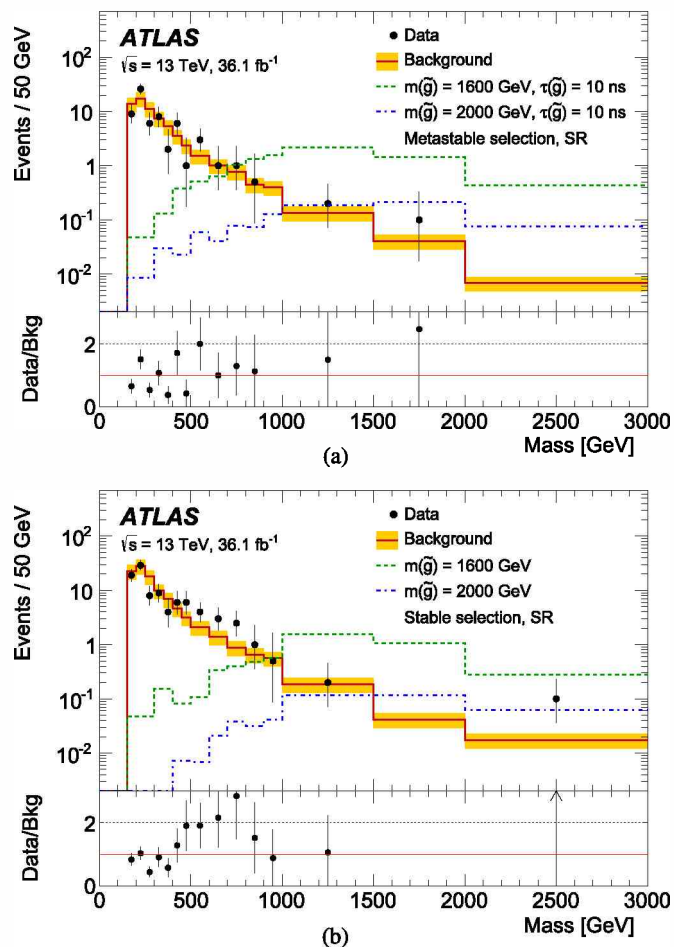 ATLAS
√s = 13 TeV, 36.1 fb⁻¹
Data
Background
m(g̃) = 1600 GeV, τ(g̃) = 10 ns
m(g̃) = 2000 GeV, τ(g̃) = 10 ns
Metastable selection, SR
Events / 50 GeV
10²
10
1
10⁻¹
10⁻²
Data/Bkg
2
0
0 500 1000 1500 2000 2500 3000
Mass [GeV]
(a)
ATLAS
√s = 13 TeV, 36.1 fb⁻¹
Data
Background
m(g̃) = 1600 GeV
m(g̃) = 2000 GeV
Stable selection, SR
Events / 50 GeV
10²
10
1
10⁻¹
10⁻²
Data/Bkg
2
0
0 500 1000 1500 2000 2500 3000
Mass [GeV]
(b)